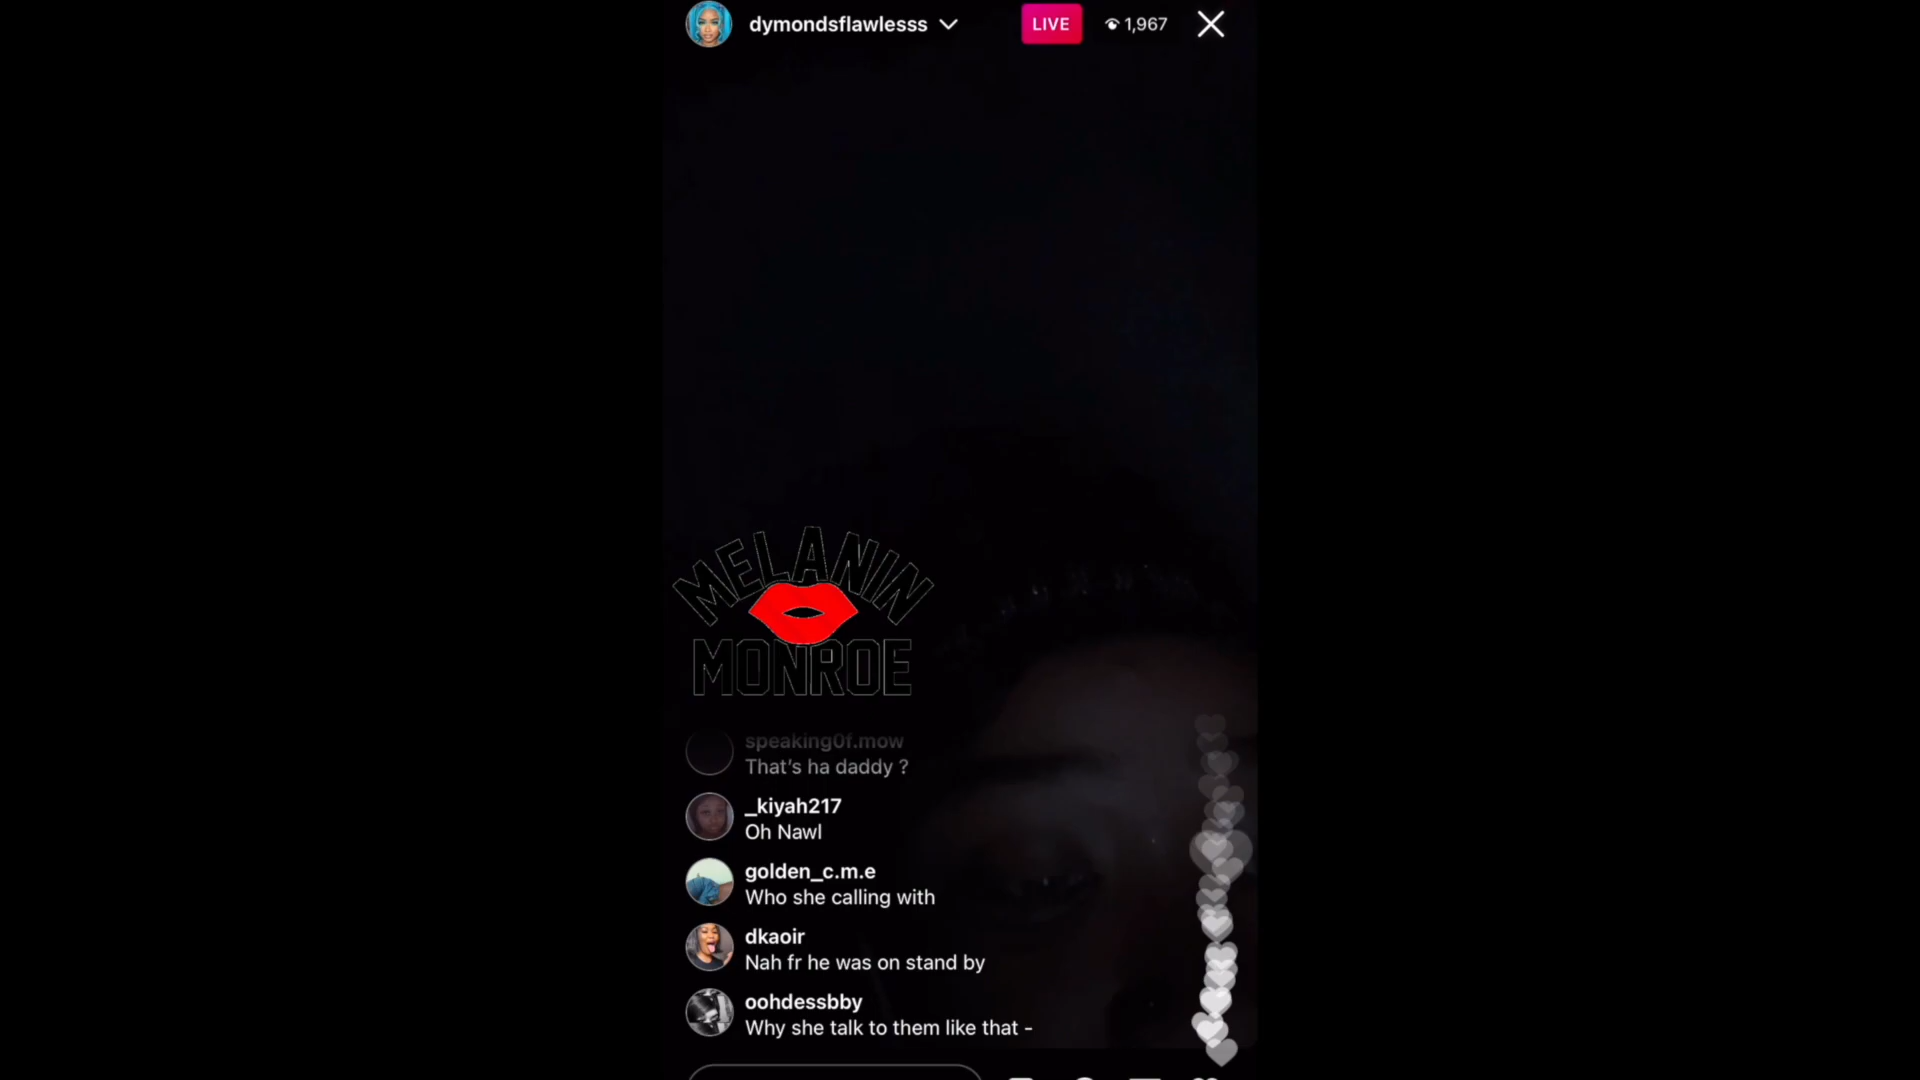 dymondsflawlesss
LIVE
1,967
MELANIN
MONROE
speaking0f.mow
That's ha daddy ?
_kiyah217
Oh Nawl
golden_c.m.e
Who she calling with
dkaoir
Nah fr he was on stand by
oohdessbby
Why she talk to them like that -